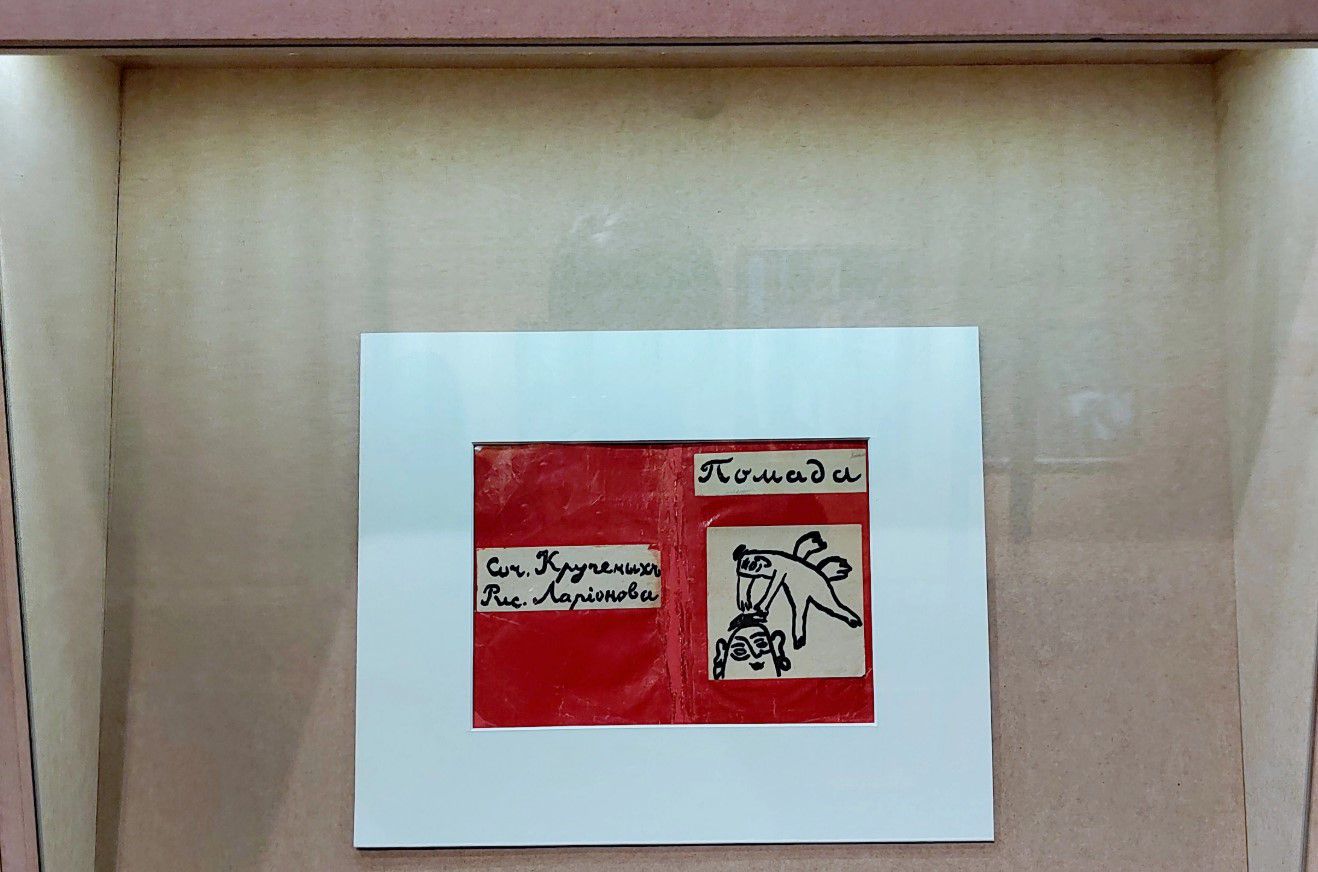 Соч. Крученыхъ
Рис. Ларіонова
Помада